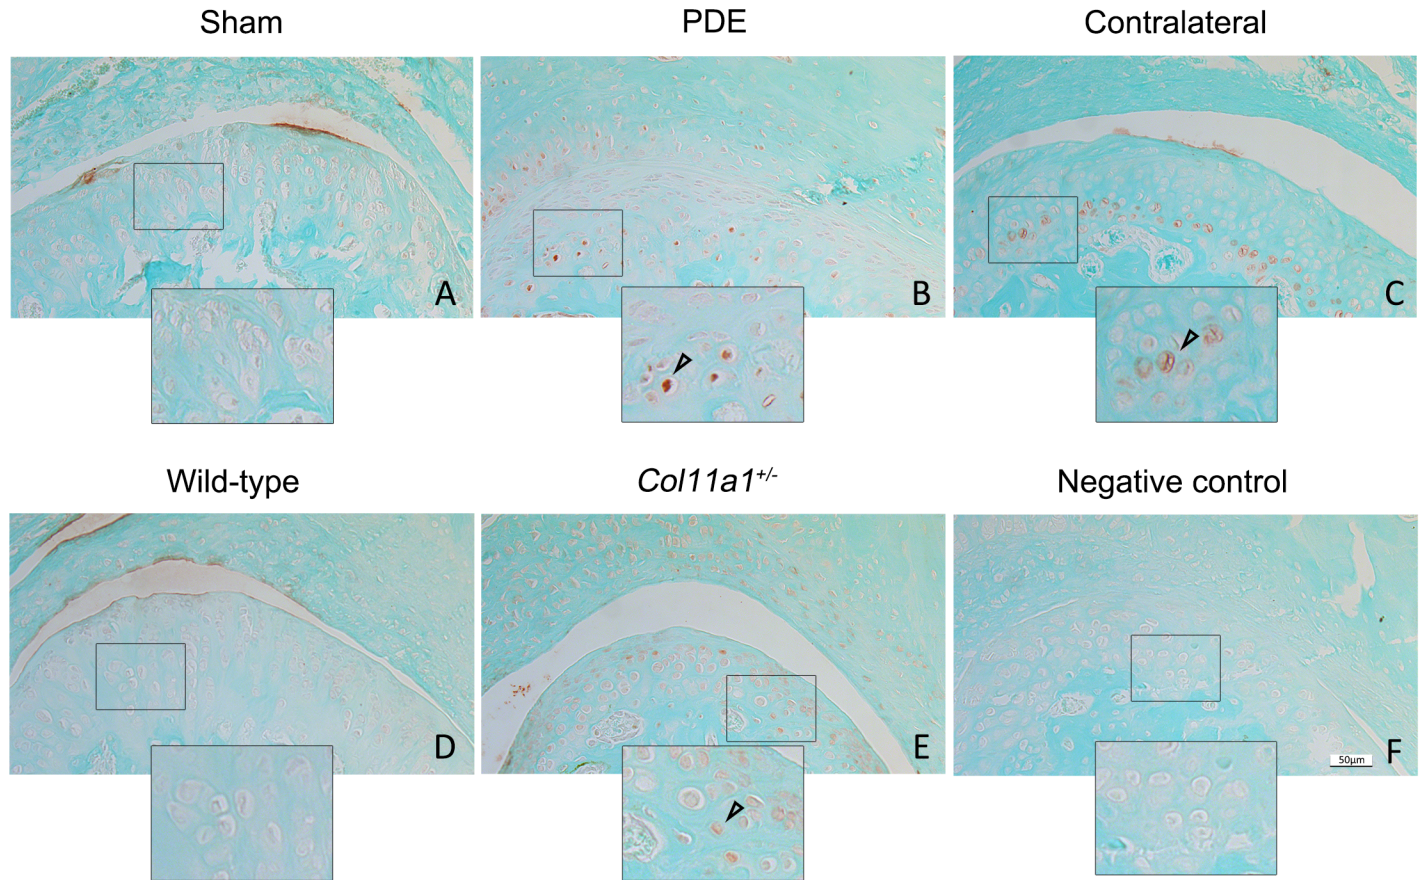 Sham
PDE
Contralateral
A
B
C
Wild-type
Col11a1+/-
Negative control
D
E
50μm
F